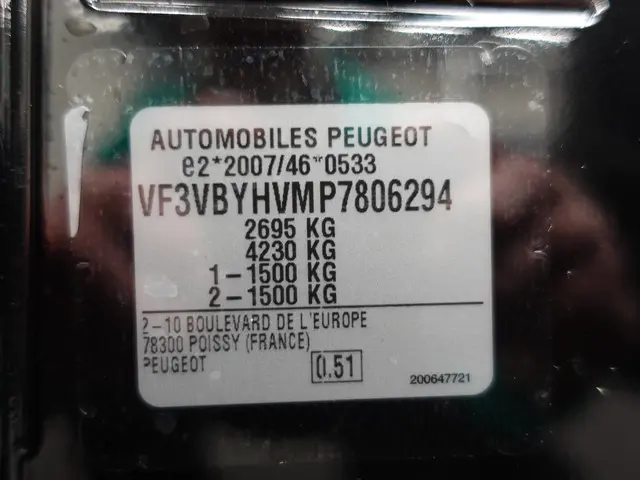 AUTOMOBILES PEUGEOT
e2*2007/46*0533
VF3VBYHVMP7806294
2695 KG
4230 KG
1-1500 KG
2-1500 KG
2-10 BOULEVARD DE L'EUROPE
78300 POISSY (FRANCE)
PEUGEOT 0.51 200647721